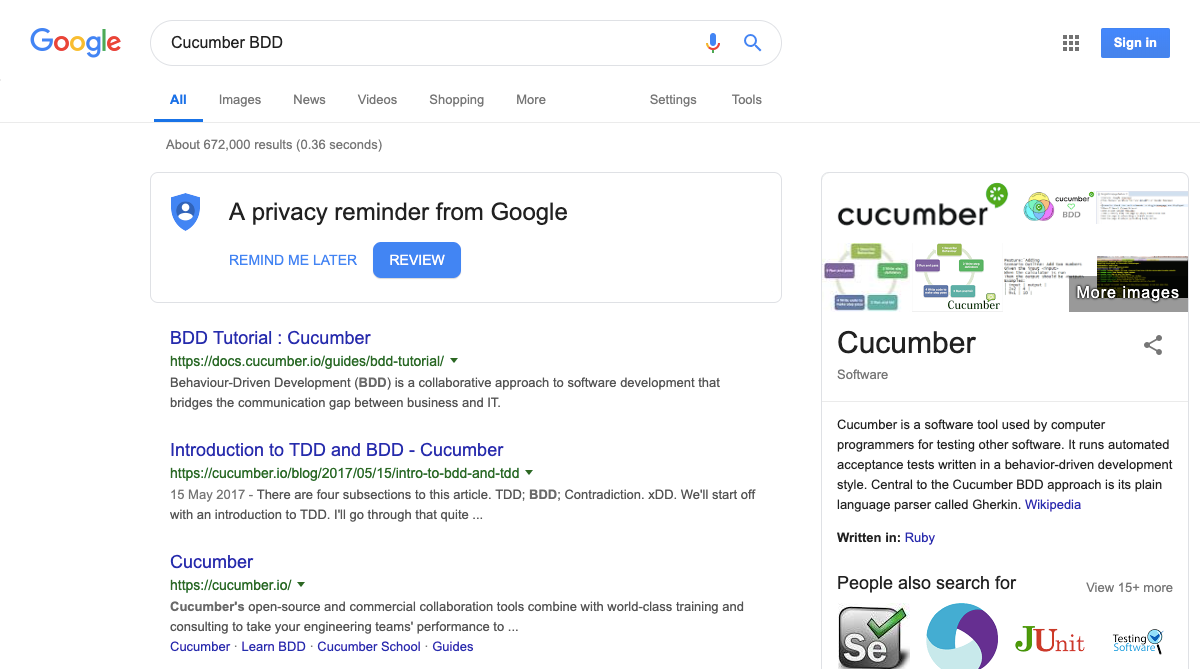 Google
Cucumber BDD
Sign in
All Images News Videos Shopping More Settings Tools
About 672,000 results (0.36 seconds)
A privacy reminder from Google
REMIND ME LATER REVIEW
BDD Tutorial : Cucumber
https://docs.cucumber.io/guides/bdd-tutorial/
Behaviour-Driven Development (BDD) is a collaborative approach to software development that
bridges the communication gap between business and IT.
Introduction to TDD and BDD - Cucumber
https://cucumber.io/blog/2017/05/15/intro-to-bdd-and-tdd
15 May 2017 - There are four subsections to this article. TDD; BDD; Contradiction. xDD. We'll start off
with an introduction to TDD. I'll go through that quite ...
Cucumber
https://cucumber.io/
Cucumber's open-source and commercial collaboration tools combine with world-class training and
consulting to take your engineering teams' performance to ...
Cucumber · Learn BDD · Cucumber School · Guides
cucumber
cucumber
BDD
Cucumber
More images
Cucumber
Software
Cucumber is a software tool used by computer
programmers for testing other software. It runs automated
acceptance tests written in a behavior-driven development
style. Central to the Cucumber BDD approach is its plain
language parser called Gherkin. Wikipedia
Written in: Ruby
People also search for
View 15+ more
Se
JUnit
Testing
Software